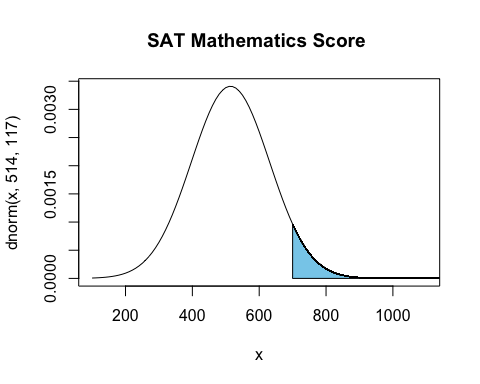 SAT Mathematics Score
dnorm(x, 514, 117)
0.0030
0.0015
0.0000
200 400 600 800 1000
x